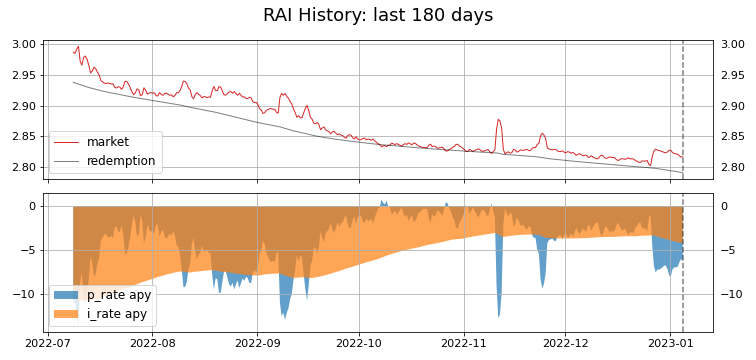 RAI History: last 180 days
3.00 3.00
2.95 2.95
2.90 2.90
2.85 2.85
2.80 2.80
market
redemption
0 0
−5 −5
−10 −10
p_rate apy
i_rate apy
2022-07 2022-08 2022-09 2022-10 2022-11 2022-12 2023-01